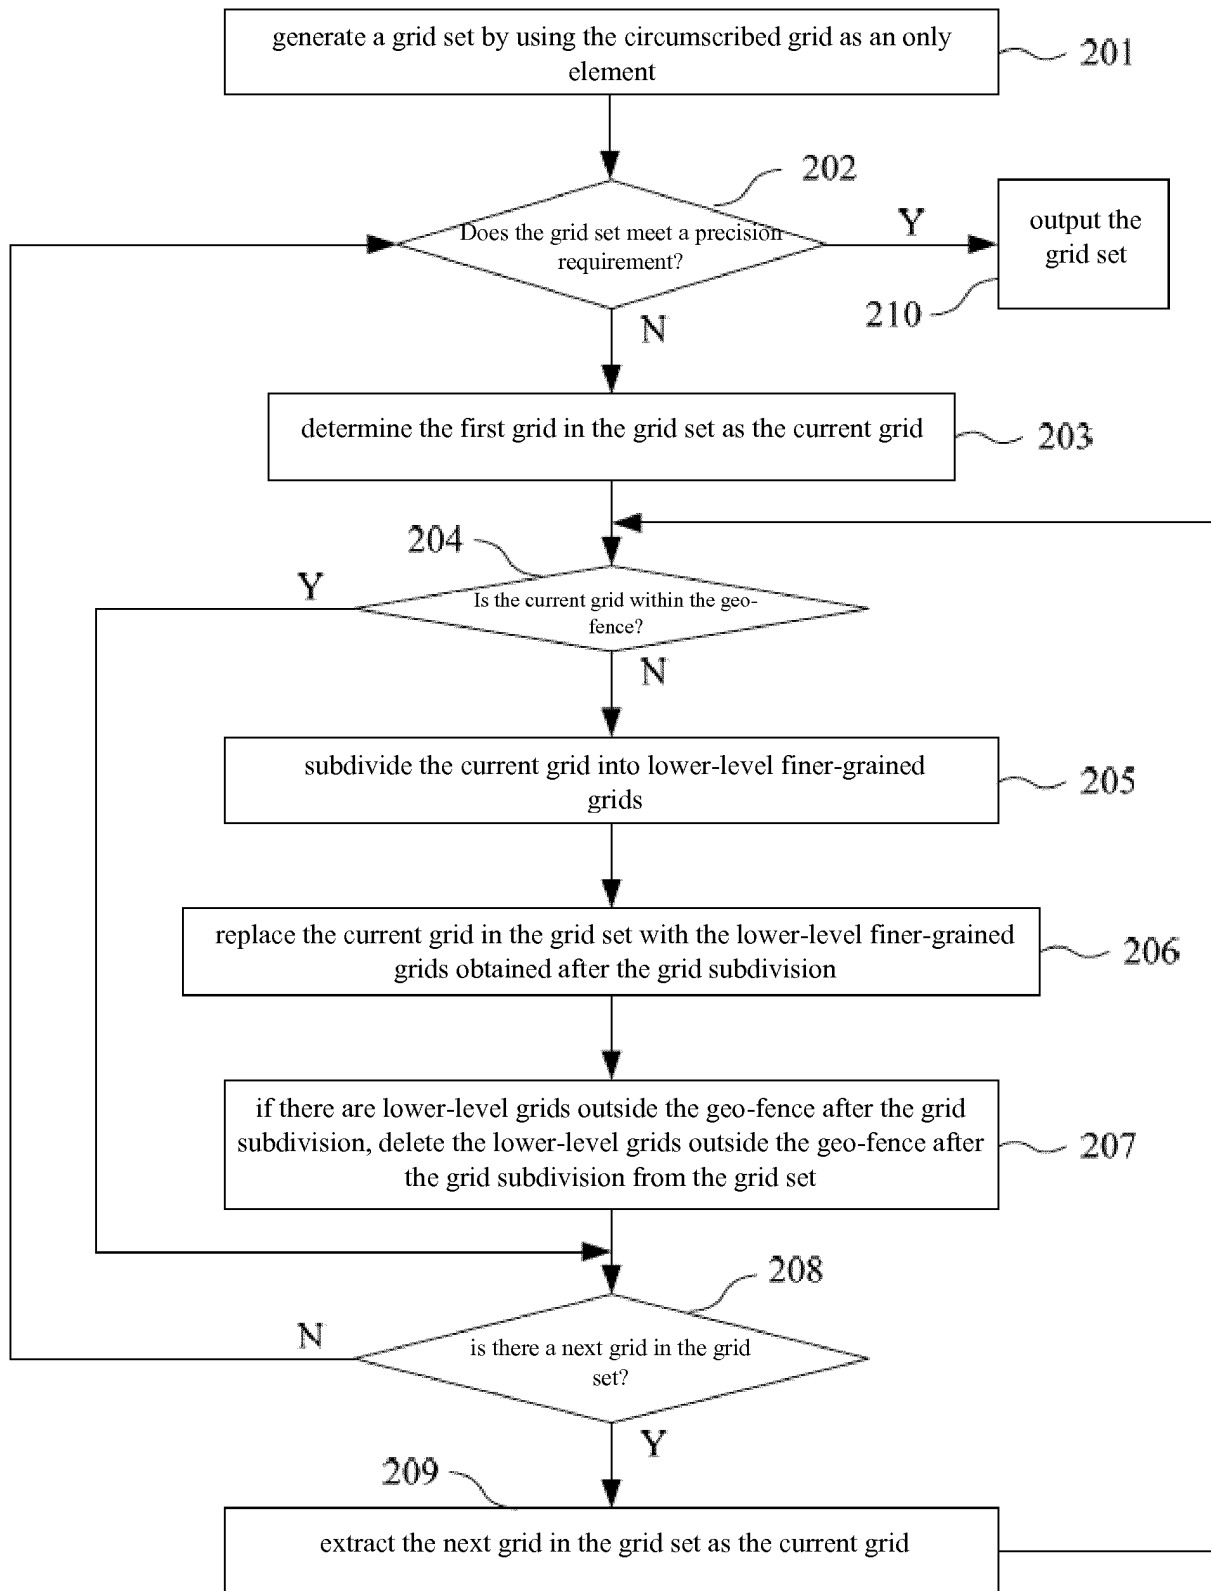 generate a grid set by using the circumscribed grid as an only
element
201
202
Does the grid set meet a precision
requirement?
Y
output the
grid set
210
N
determine the first grid in the grid set as the current grid
203
204
Y
Is the current grid within the geo-
fence?
N
subdivide the current grid into lower-level finer-grained
grids
205
replace the current grid in the grid set with the lower-level finer-grained
grids obtained after the grid subdivision
206
if there are lower-level grids outside the geo-fence after the grid
subdivision, delete the lower-level grids outside the geo-fence after
the grid subdivision from the grid set
207
208
N
is there a next grid in the grid
set?
Y
209
extract the next grid in the grid set as the current grid